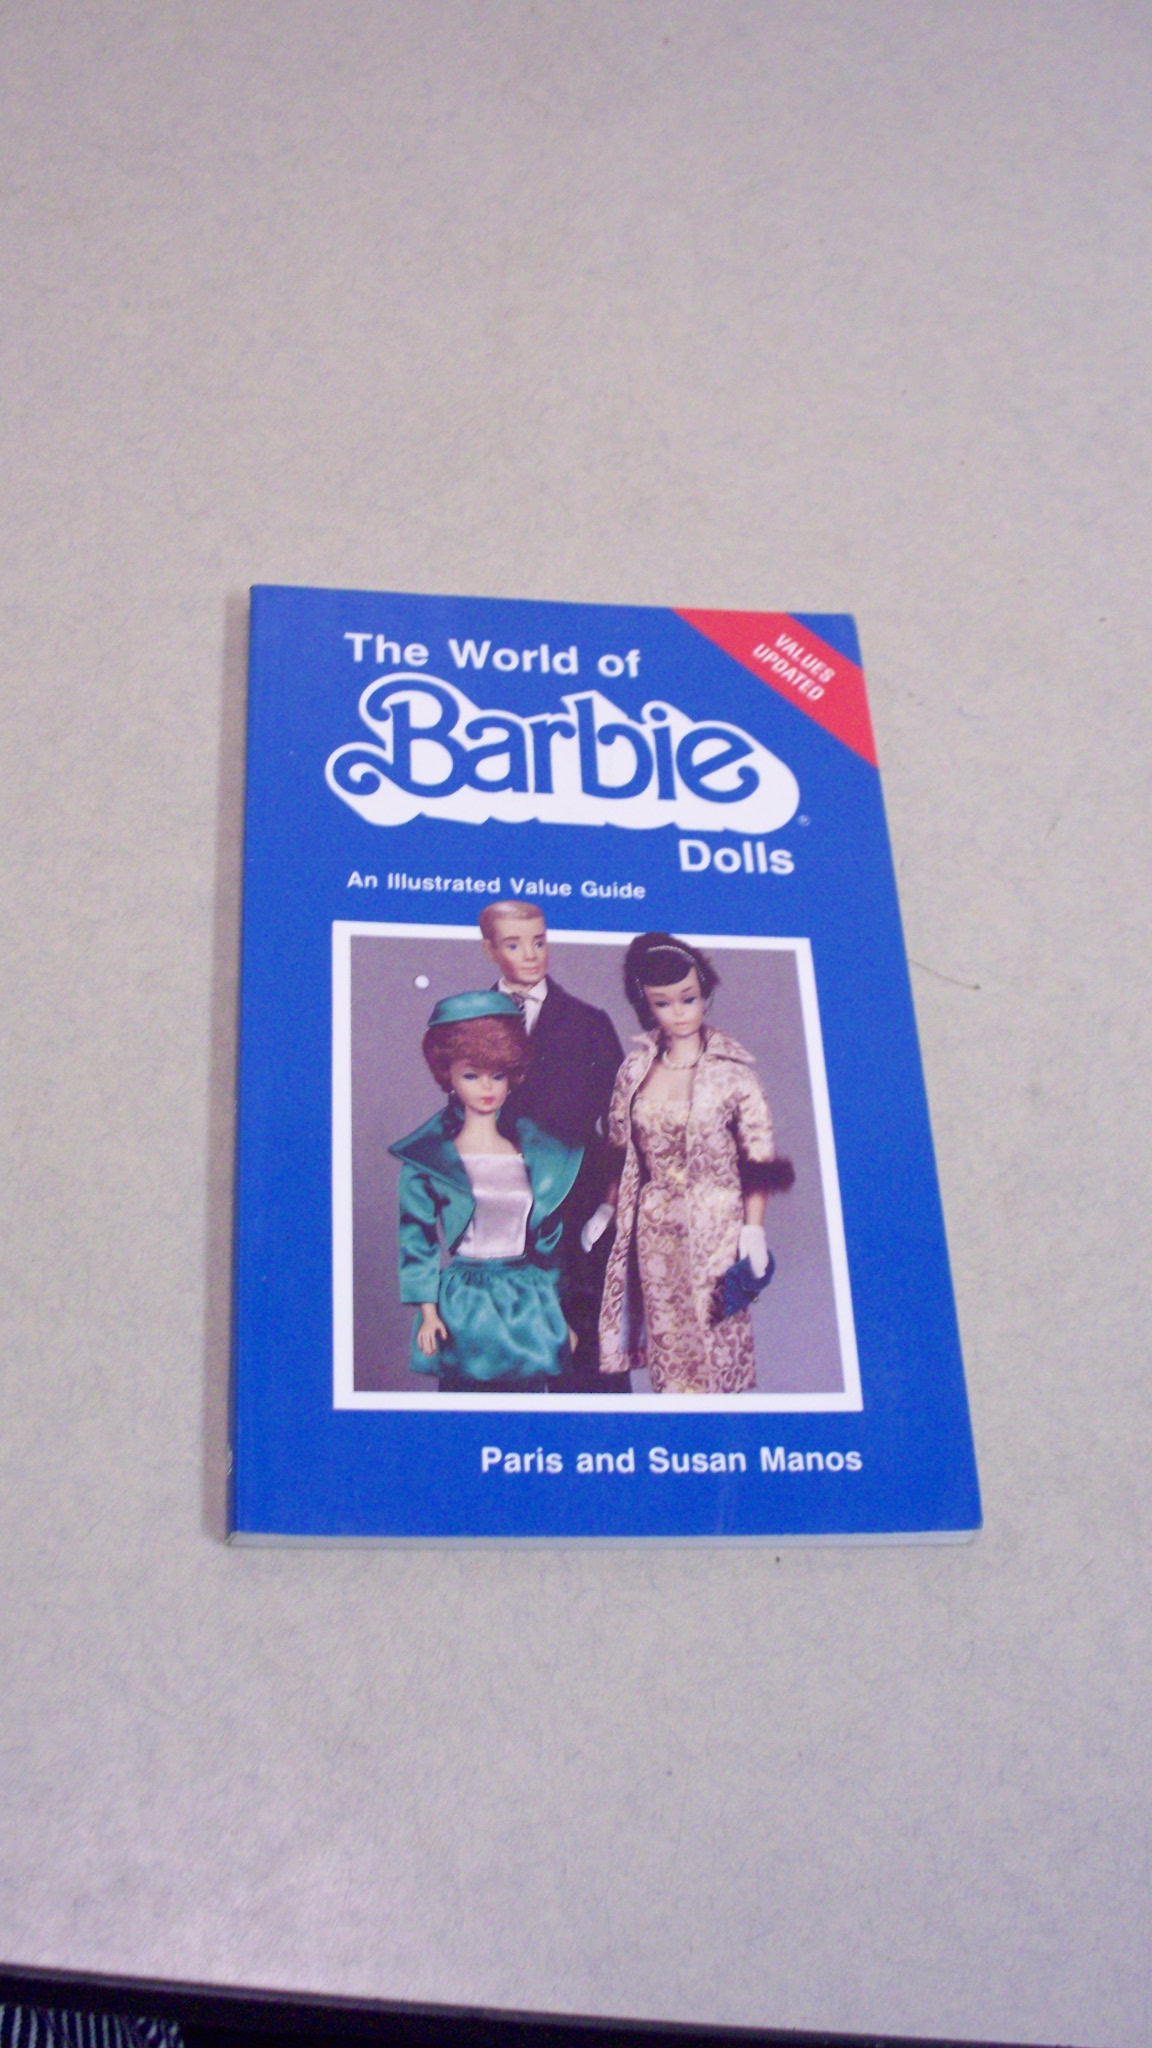 The World of
Barbie®
Dolls
An Illustrated Value Guide
VALUES
UPDATED
Paris and Susan Manos